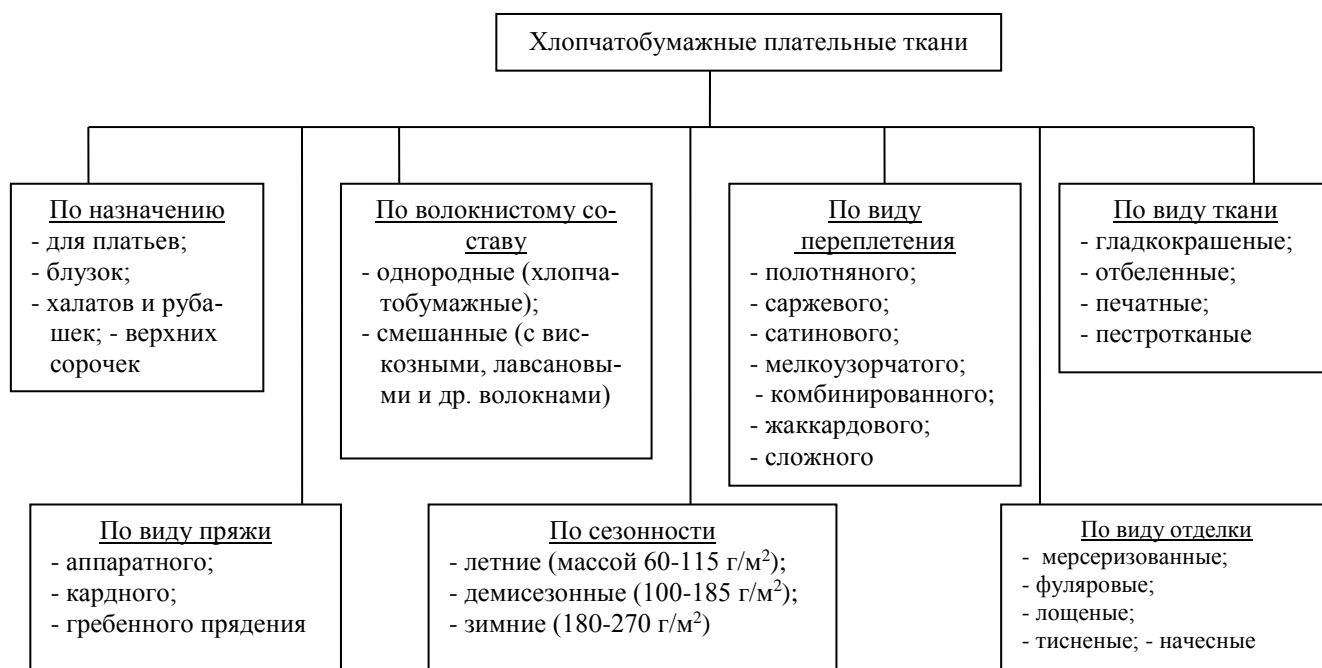 Хлопчатобумажные плательные ткани
По назначению
- для платьев;
- блузок;
- халатов и руба-
шек; - верхних
сорочек
По волокнистому со-
ставу
- однородные (хлопча-
тобумажные);
- смешанные (с вис-
козными, лавсановы-
ми и др. волокнами)
По виду
переплетения
- полотняного;
- саржевого;
- сатинового;
- мелкоузорчатого;
- комбинированного;
- жаккардового;
- сложного
По виду ткани
- гладкокрашеные;
- отбеленные;
- печатные;
- пестротканые
По виду пряжи
- аппаратного;
- кардного;
- гребенного прядения
По сезонности
- летние (массой 60-115 г/м²);
- демисезонные (100-185 г/м²);
- зимние (180-270 г/м²)
По виду отделки
- мерсеризованные;
- фуляровые;
- лощеные;
- тисненые; - начесные